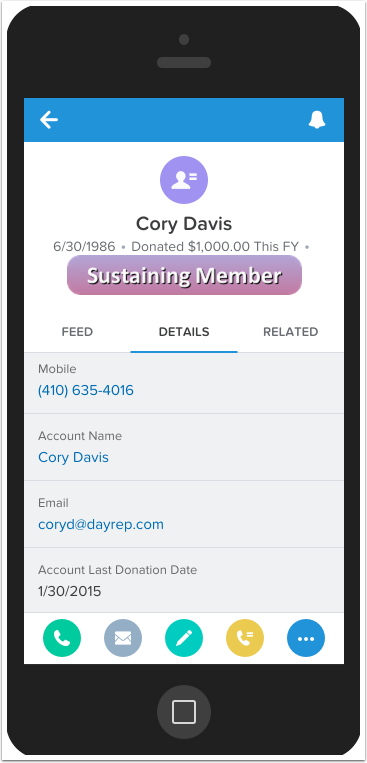 Cory Davis
6/30/1986 • Donated $1,000.00 This FY •
Sustaining Member
FEED DETAILS RELATED
Mobile
(410) 635-4016
Account Name
Cory Davis
Email
coryd@dayrep.com
Account Last Donation Date
1/30/2015